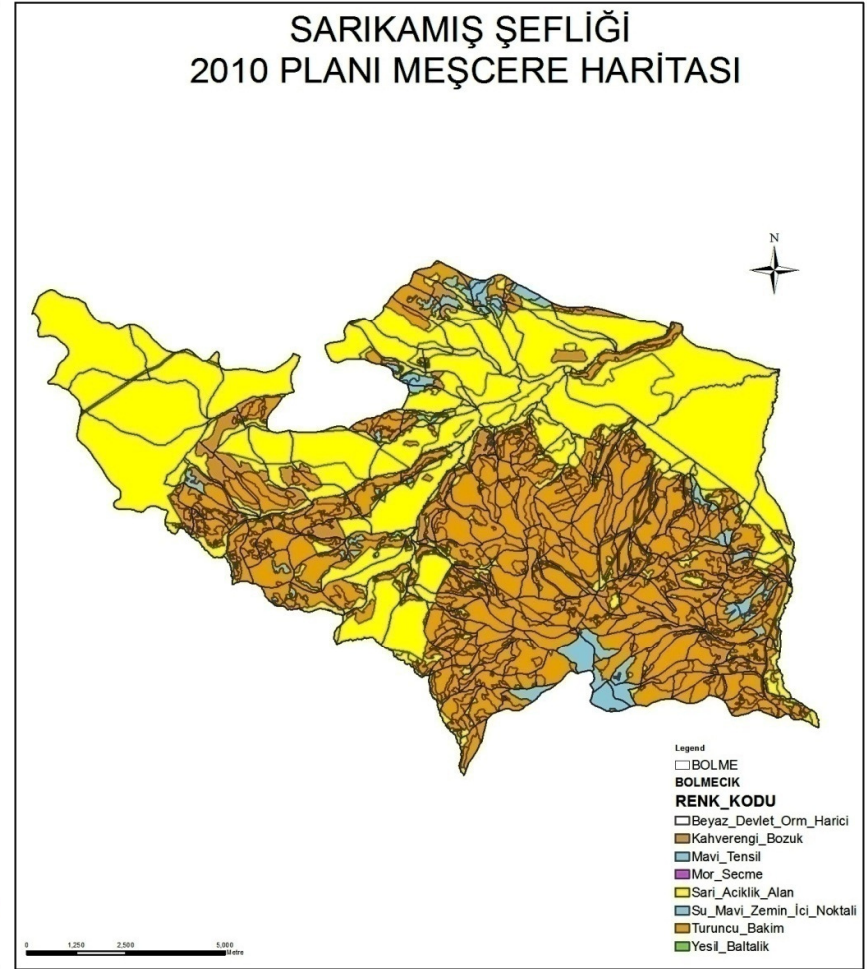 SARIKAMIŞ ŞEFLİĞİ
2010 PLANI MEŞCERE HARİTASI
N
Legend
BOLME
BOLMECIK
RENK_KODU
Beyaz_Devlet_Orm_Harici
Kahverengi_Bozuk
Mavi_Tensil
Mor_Secme
Sari_Aciklik_Alan
Su_Mavi_Zemin_İci_Noktali
Turuncu_Bakim
Yesil_Baltalik
0 1,250 2,500 5,000
Metre